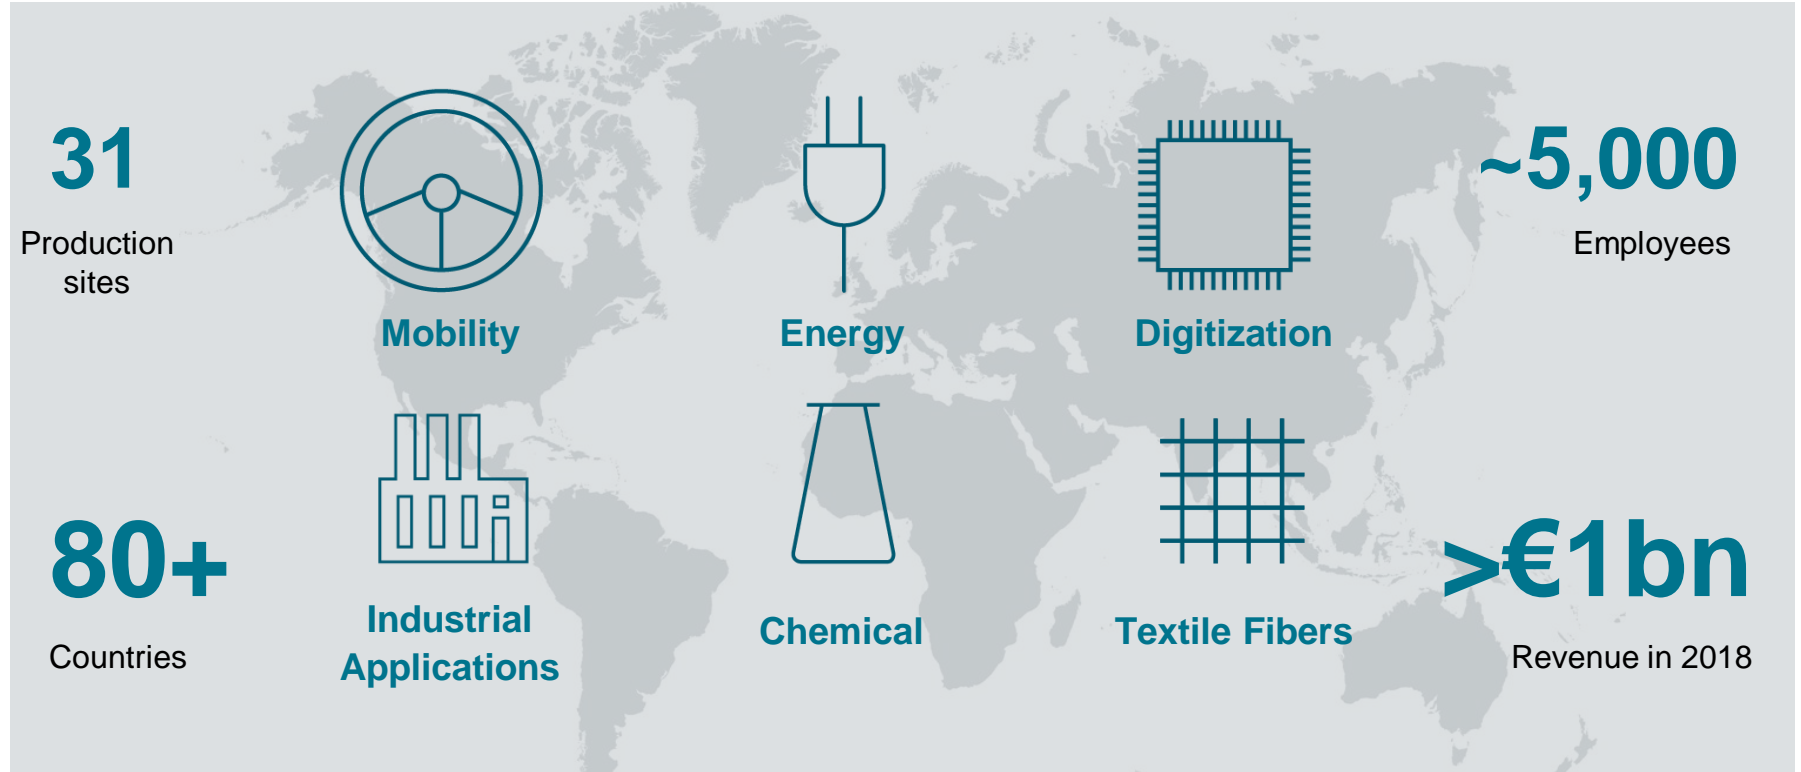 31
Production
sites
Mobility
Energy
Digitization
~5,000
Employees
80+
Countries
Industrial
Applications
Chemical
Textile Fibers
>€1bn
Revenue in 2018